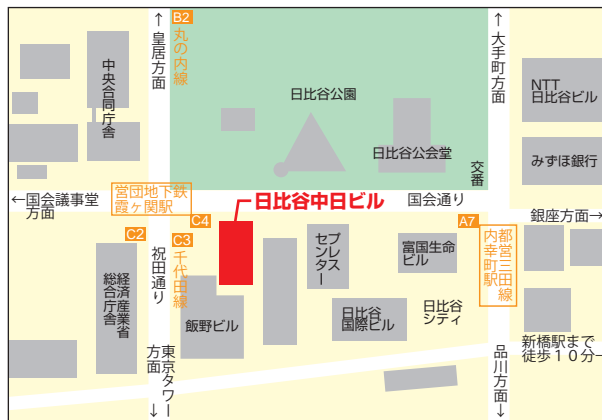 B2
↑
皇居方面
丸の内線
↑
大手町方面
中央合同庁舎
日比谷公園
NTT
日比谷ビル
日比谷公会堂
交番
みずほ銀行
←国会議事堂
方面
営団地下鉄
霞ヶ関駅
日比谷中日ビル
国会通り
銀座方面→
C4
A7
C2
C3
祝田通り
千代田線
プレス
センター
富国生命
ビル
都営三田線
内幸町駅
経済産業省
総合庁舎
飯野ビル
日比谷
国際ビル
日比谷
シティ
新橋駅まで
徒歩10分→
東京タワー
方面
↓
品川方面
↓